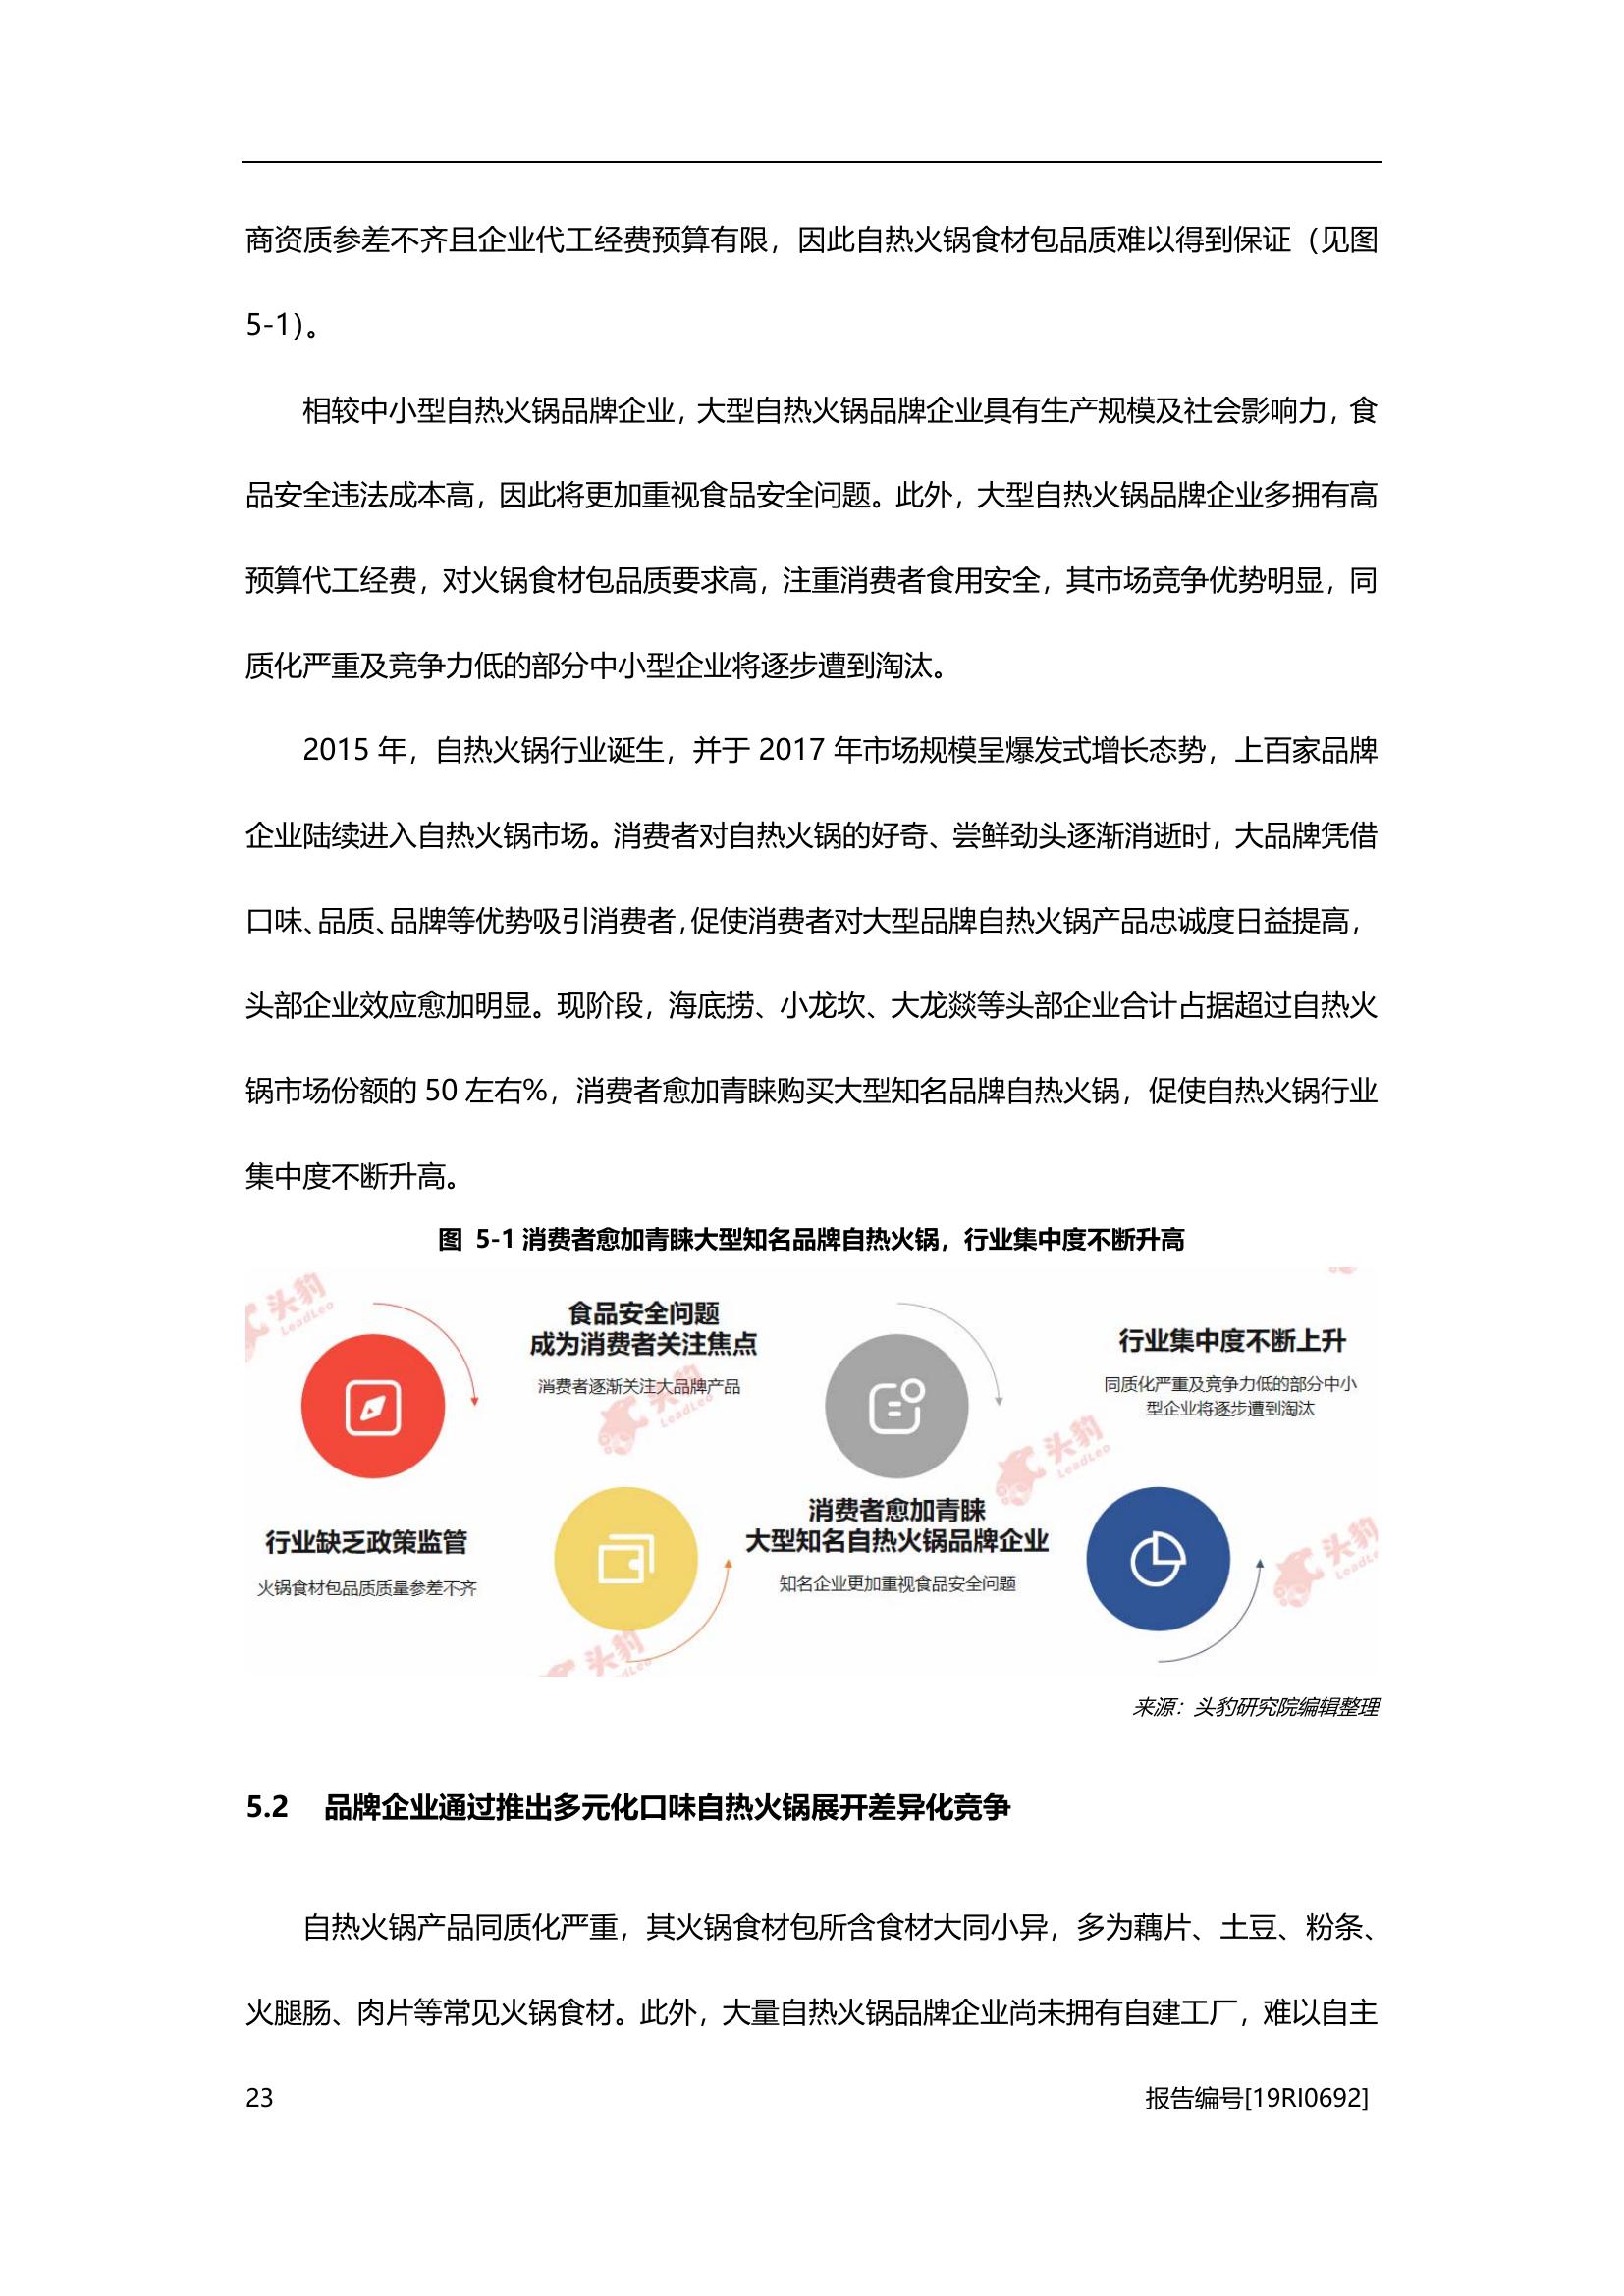 商资质参差不齐且企业代工经费预算有限，因此自热火锅食材包品质难以得到保证（见图
5-1）。
相较中小型自热火锅品牌企业，大型自热火锅品牌企业具有生产规模及社会影响力，食
品安全违法成本高，因此将更加重视食品安全问题。此外，大型自热火锅品牌企业多拥有高
预算代工经费，对火锅食材包品质要求高，注重消费者食用安全，其市场竞争优势明显，同
质化严重及竞争力低的部分中小型企业将逐步遭到淘汰。
2015 年，自热火锅行业诞生，并于 2017 年市场规模呈爆发式增长态势，上百家品牌
企业陆续进入自热火锅市场。消费者对自热火锅的好奇、尝鲜劲头逐渐消逝时，大品牌凭借
口味、品质、品牌等优势吸引消费者，促使消费者对大型品牌自热火锅产品忠诚度日益提高，
头部企业效应愈加明显。现阶段，海底捞、小龙坎、大龙燚等头部企业合计占据超过自热火
锅市场份额的 50 左右%，消费者愈加青睐购买大型知名品牌自热火锅，促使自热火锅行业
集中度不断升高。
图 5-1 消费者愈加青睐大型知名品牌自热火锅，行业集中度不断升高
头豹
LeadLeo
行业缺乏政策监管
火锅食材包品质质量参差不齐
食品安全问题
成为消费者关注焦点
消费者逐渐关注大品牌产品
头豹
LeadLeo
头豹
消费者愈加青睐
大型知名自热火锅品牌企业
知名企业更加重视食品安全问题
头豹
LeadLeo
行业集中度不断上升
同质化严重及竞争力低的部分中小
型企业将逐步遭到淘汰
头豹
来源：头豹研究院编辑整理
5.2 品牌企业通过推出多元化口味自热火锅展开差异化竞争
自热火锅产品同质化严重，其火锅食材包所含食材大同小异，多为藕片、土豆、粉条、
火腿肠、肉片等常见火锅食材。此外，大量自热火锅品牌企业尚未拥有自建工厂，难以自主
23
报告编号[19RI0692]